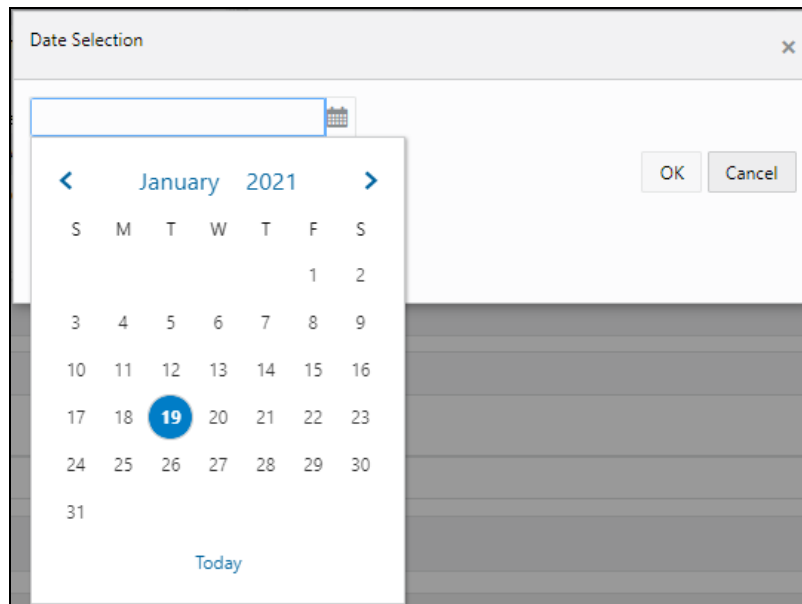 Date Selection ×
OK Cancel
January 2021
S M T W T F S
1 2
3 4 5 6 7 8 9
10 11 12 13 14 15 16
17 18 19 20 21 22 23
24 25 26 27 28 29 30
31
Today